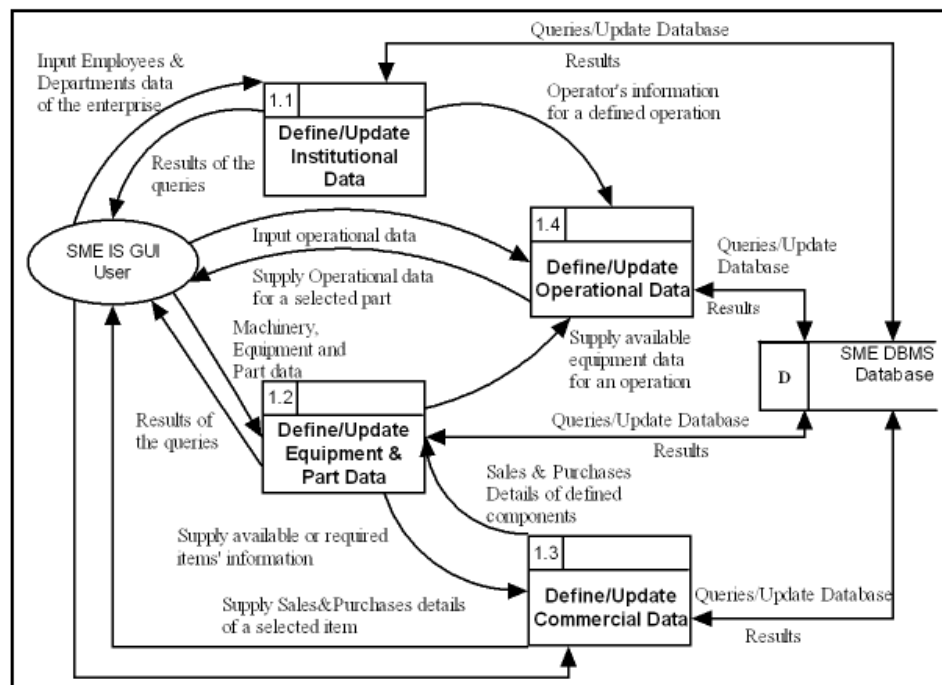 Queries/Update Database
Results
Input Employees &
Departments data
of the enterprise
1.1
Define/Update
Institutional
Data
Operator's information
for a defined operation
Results of the
queries
SME IS GUI
User
Input operational data
1.4
Define/Update
Operational Data
Queries/Update
Database
Results
Supply Operational data
for a selected part
Machinery,
Equipment and
Part data
Supply available
equipment data
for an operation
D
SME DBMS
Database
1.2
Define/Update
Equipment &
Part Data
Results of
the queries
Queries/Update Database
Results
Sales & Purchases
Details of defined
components
Supply available or required
items' information
1.3
Define/Update
Commercial Data
Supply Sales&Purchases details
of a selected item
Queries/Update Database
Results